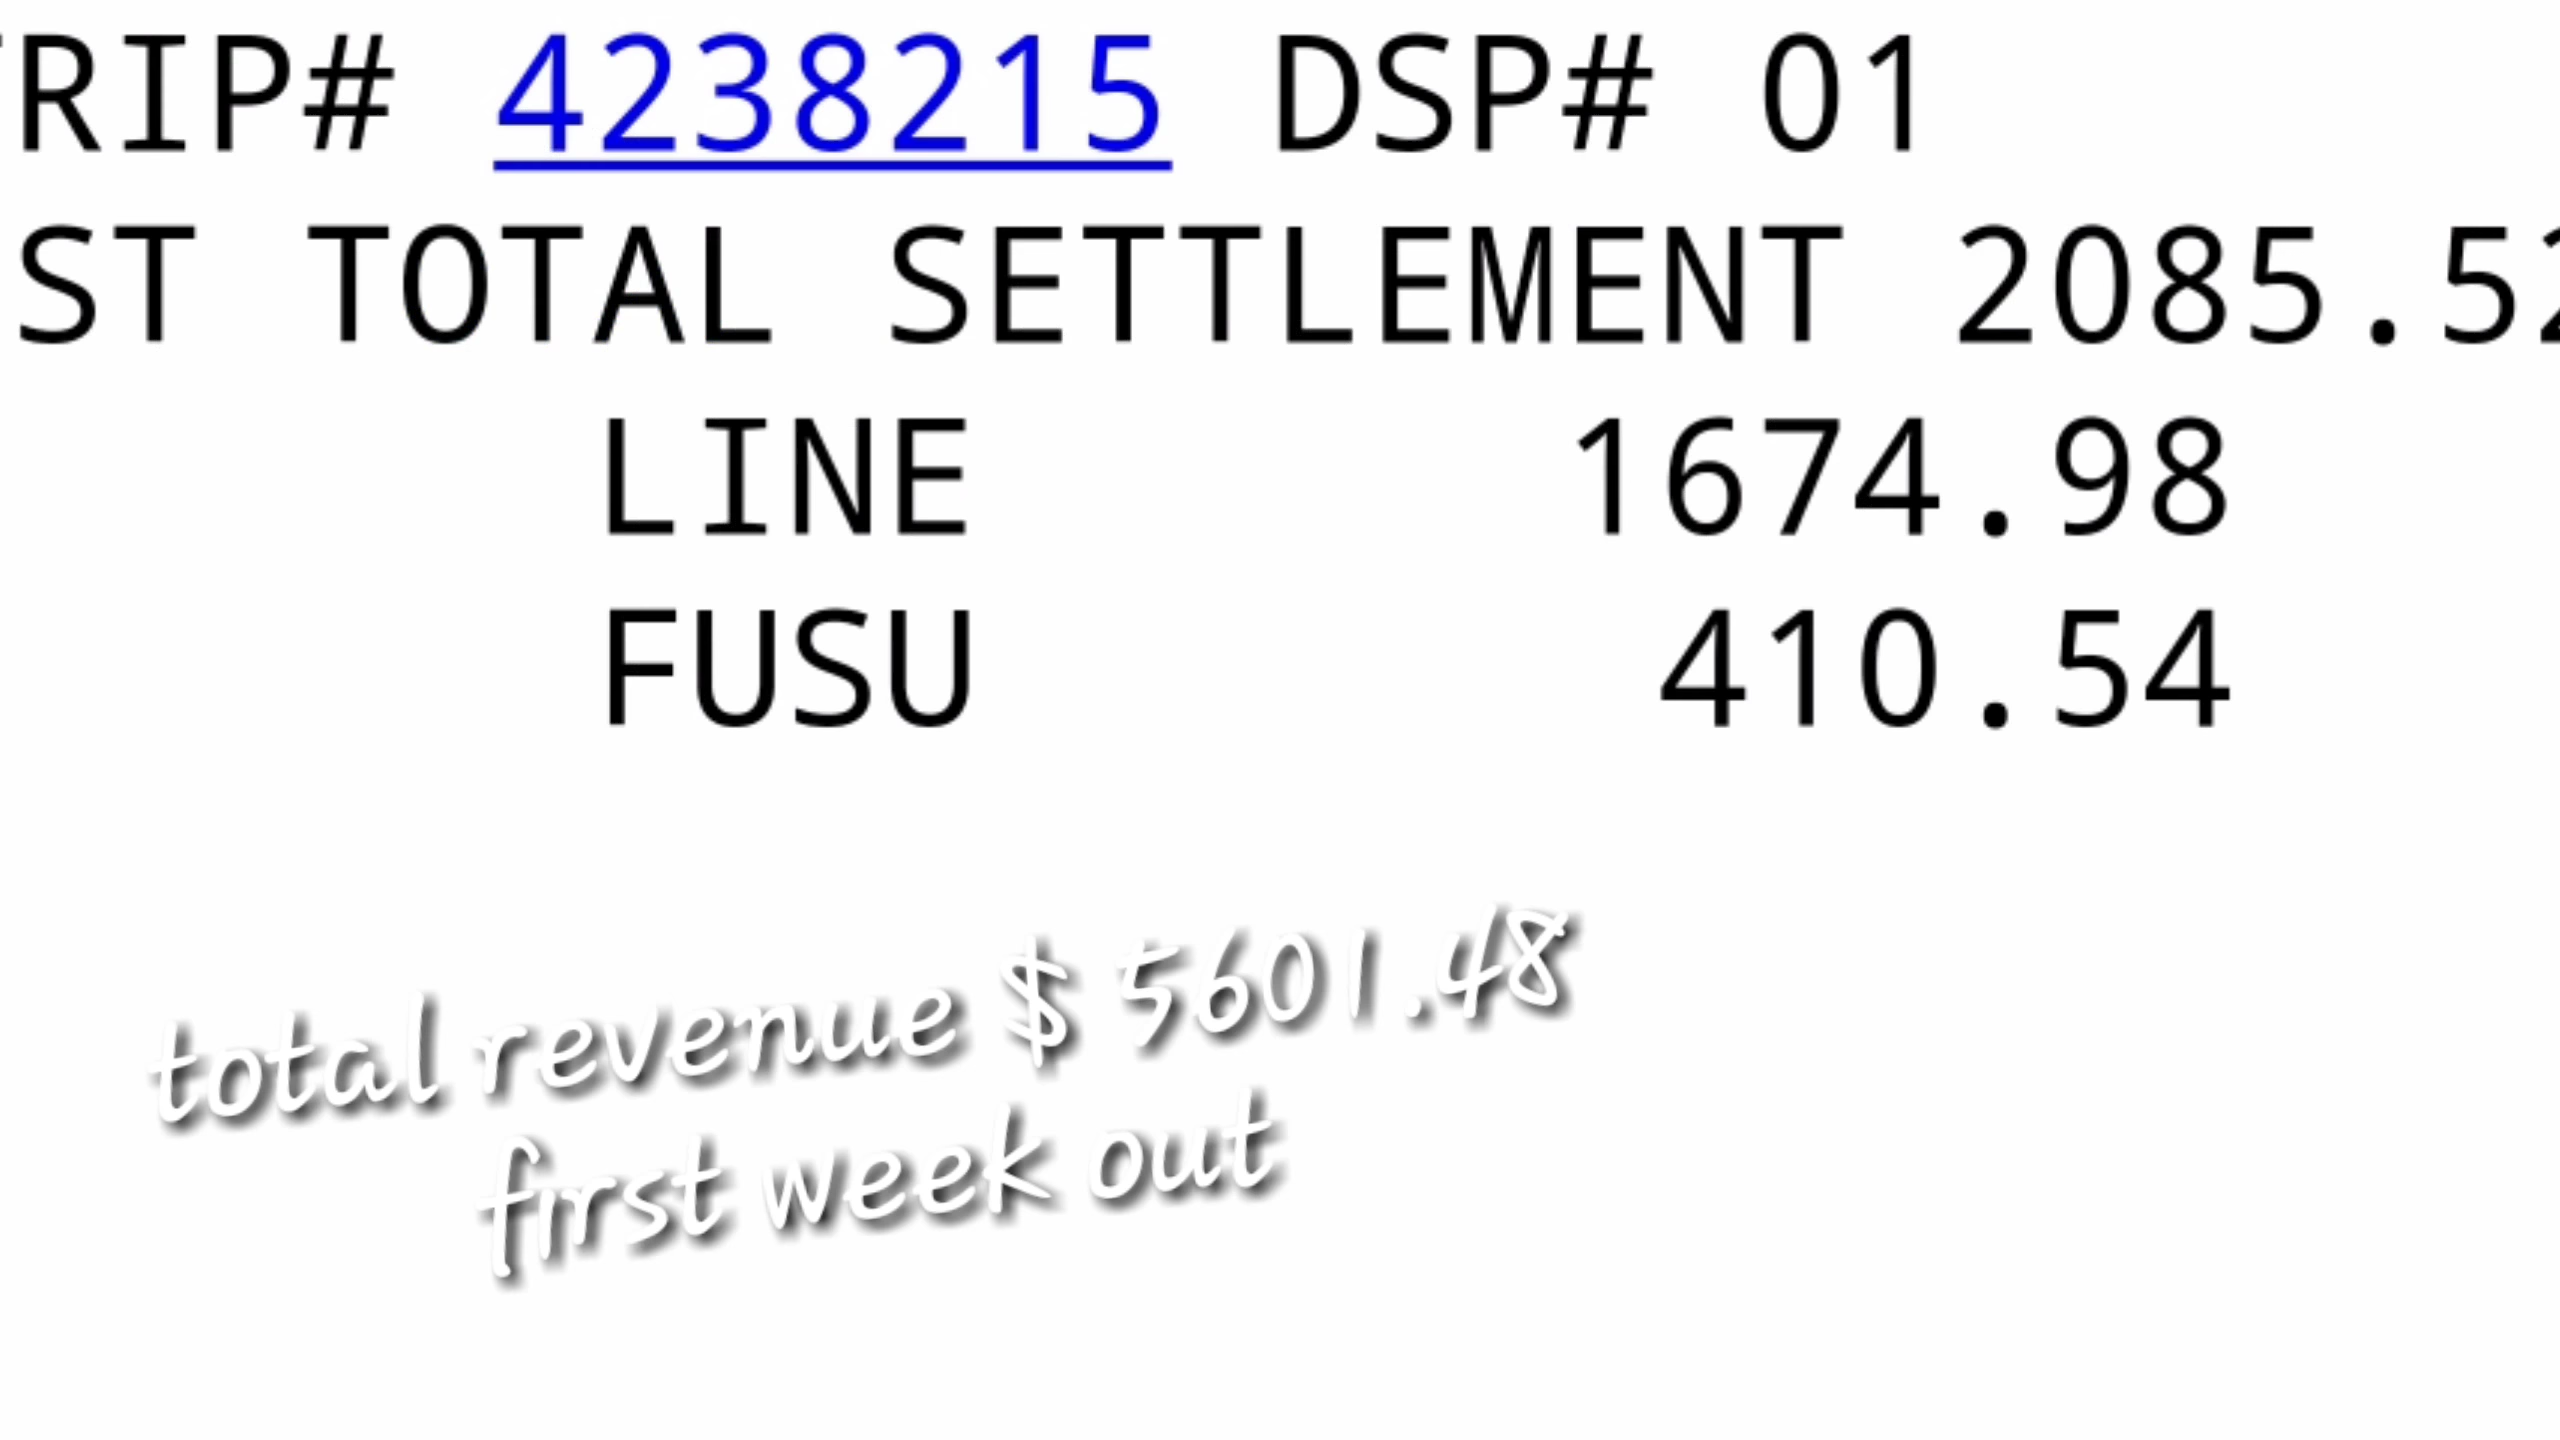 TRIP# 4238215 DSP# 01
ST TOTAL SETTLEMENT 2085.52
LINE 1674.98
FUSU 410.54
total revenue $ 5601.48
first week out